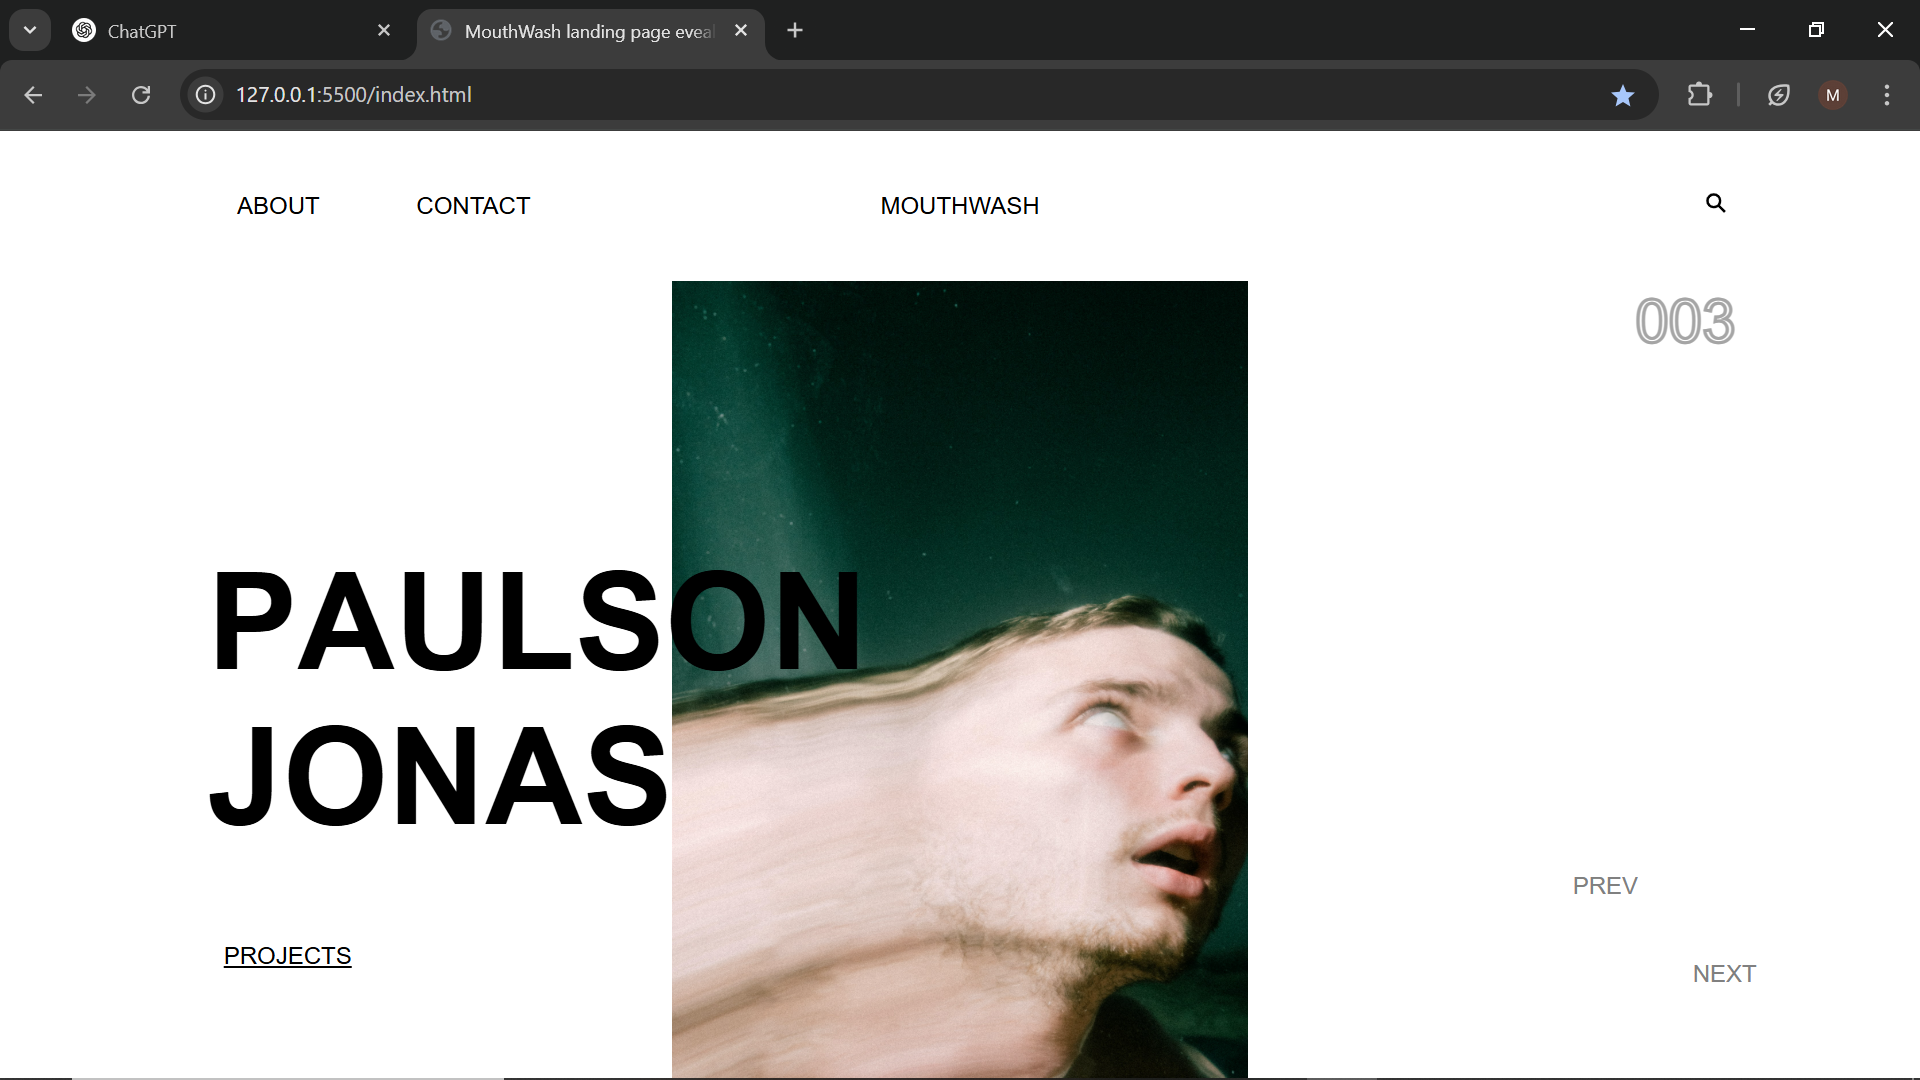 ChatGPT
MouthWash landing page eveal
127.0.0.1:5500/index.html
M
ABOUT CONTACT MOUTHWASH
003
PAULSON
JONAS
PREV
PROJECTS
NEXT